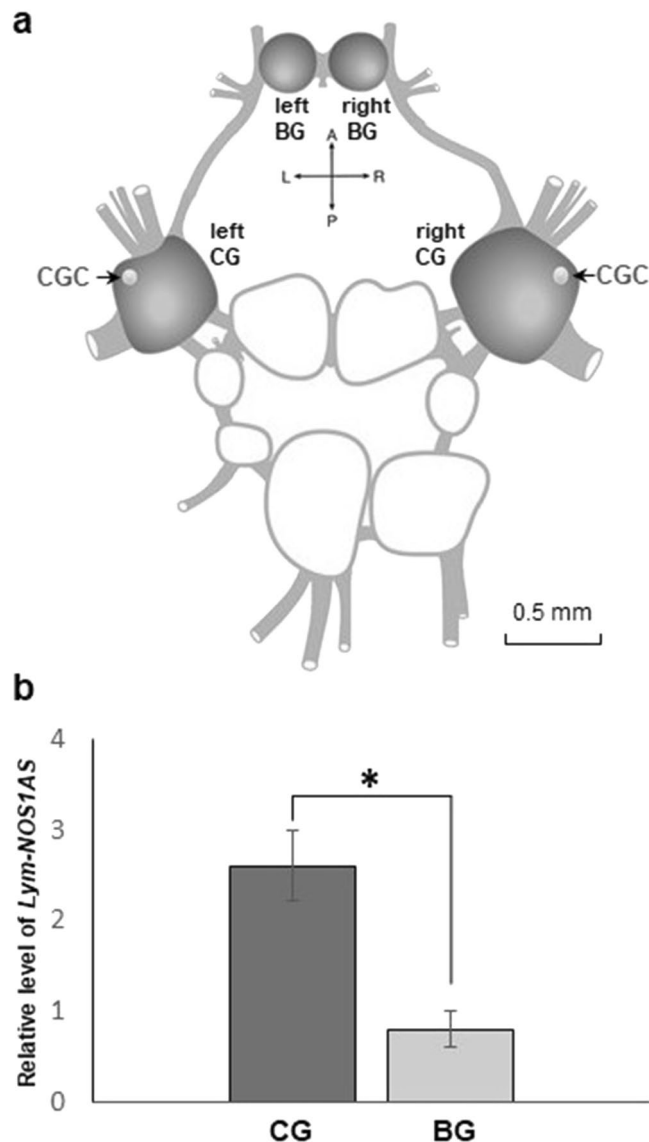 a
left
BG
right
BG
A
L
R
P
left
CG
right
CG
CGC
CGC
0.5 mm
b
Relative level of Lym-NOS1AS
4
3
2
1
0
*
CG
BG